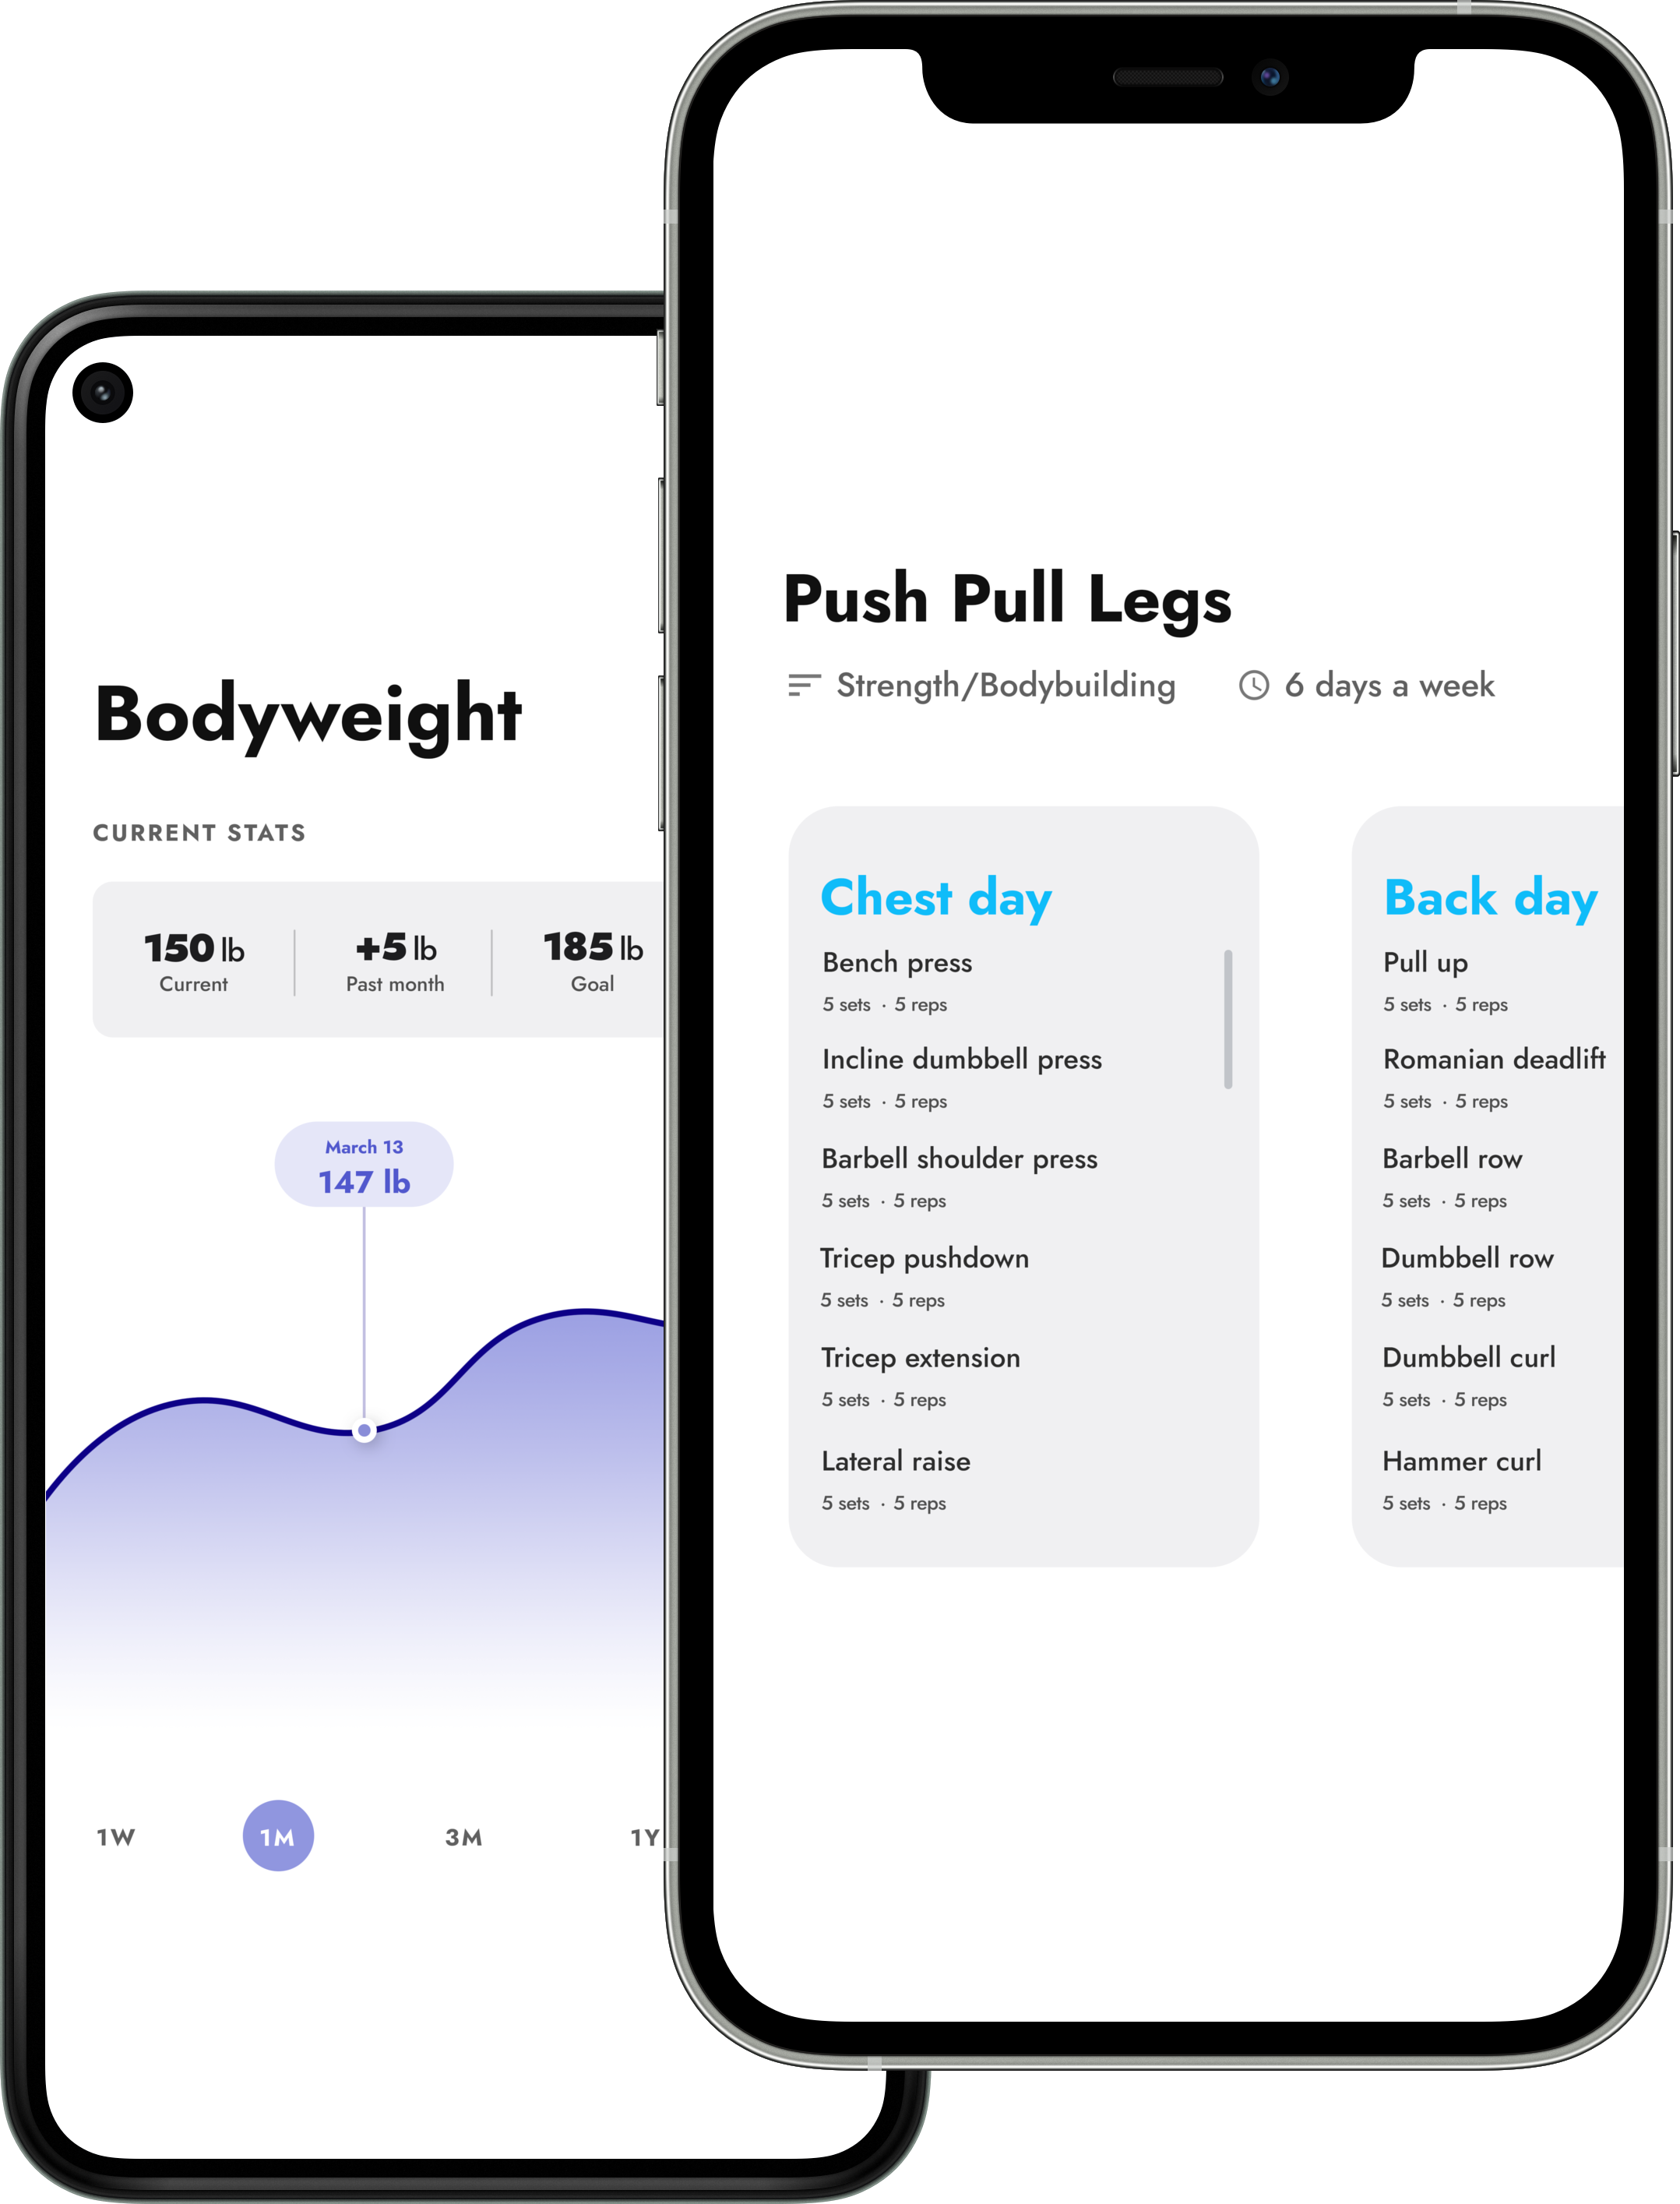 Bodyweight
CURRENT STATS
150 lb
Current
+5 lb
Past month
185 lb
Goal
March 13
147 lb
1W
1M
3M
1Y
Push Pull Legs
Strength/Bodybuilding
6 days a week
Chest day
Bench press
5 sets · 5 reps
Incline dumbbell press
5 sets · 5 reps
Barbell shoulder press
5 sets · 5 reps
Tricep pushdown
5 sets · 5 reps
Tricep extension
5 sets · 5 reps
Lateral raise
5 sets · 5 reps
Back day
Pull up
5 sets · 5 reps
Romanian deadlift
5 sets · 5 reps
Barbell row
5 sets · 5 reps
Dumbbell row
5 sets · 5 reps
Dumbbell curl
5 sets · 5 reps
Hammer curl
5 sets · 5 reps